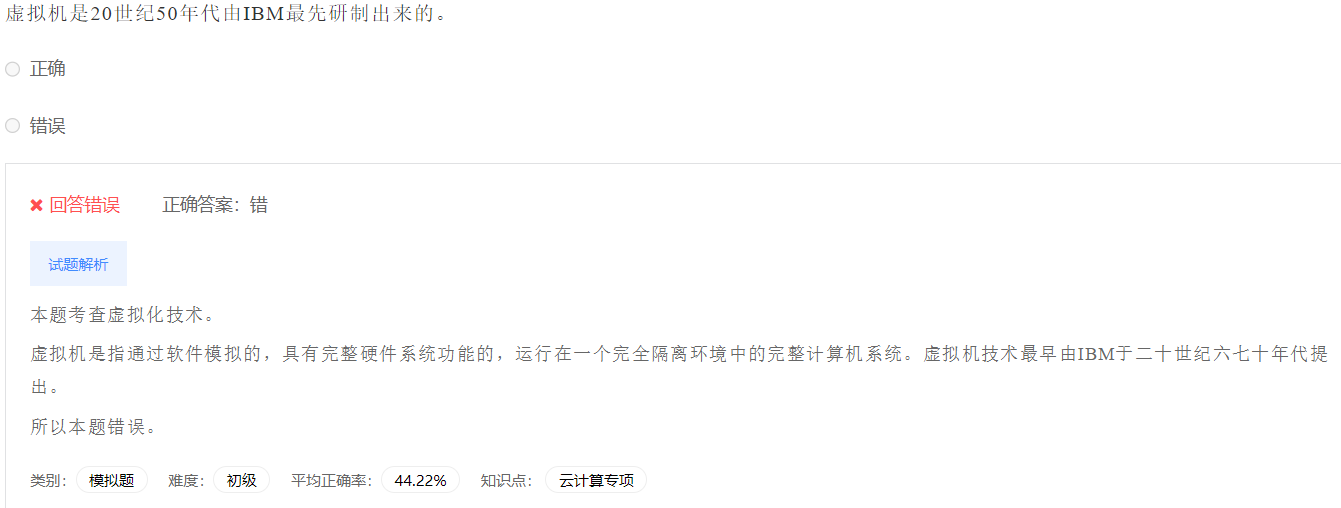 虚拟机是20世纪50年代由IBM最先研制出来的。
正确
错误
回答错误 正确答案：错
试题解析
本题考查虚拟化技术。
虚拟机是指通过软件模拟的，具有完整硬件系统功能的，运行在一个完全隔离环境中的完整计算机系统。虚拟机技术最早由IBM于二十世纪六七十年代提
出。
所以本题错误。
类别： 模拟题 难度： 初级 平均正确率： 44.22% 知识点： 云计算专项